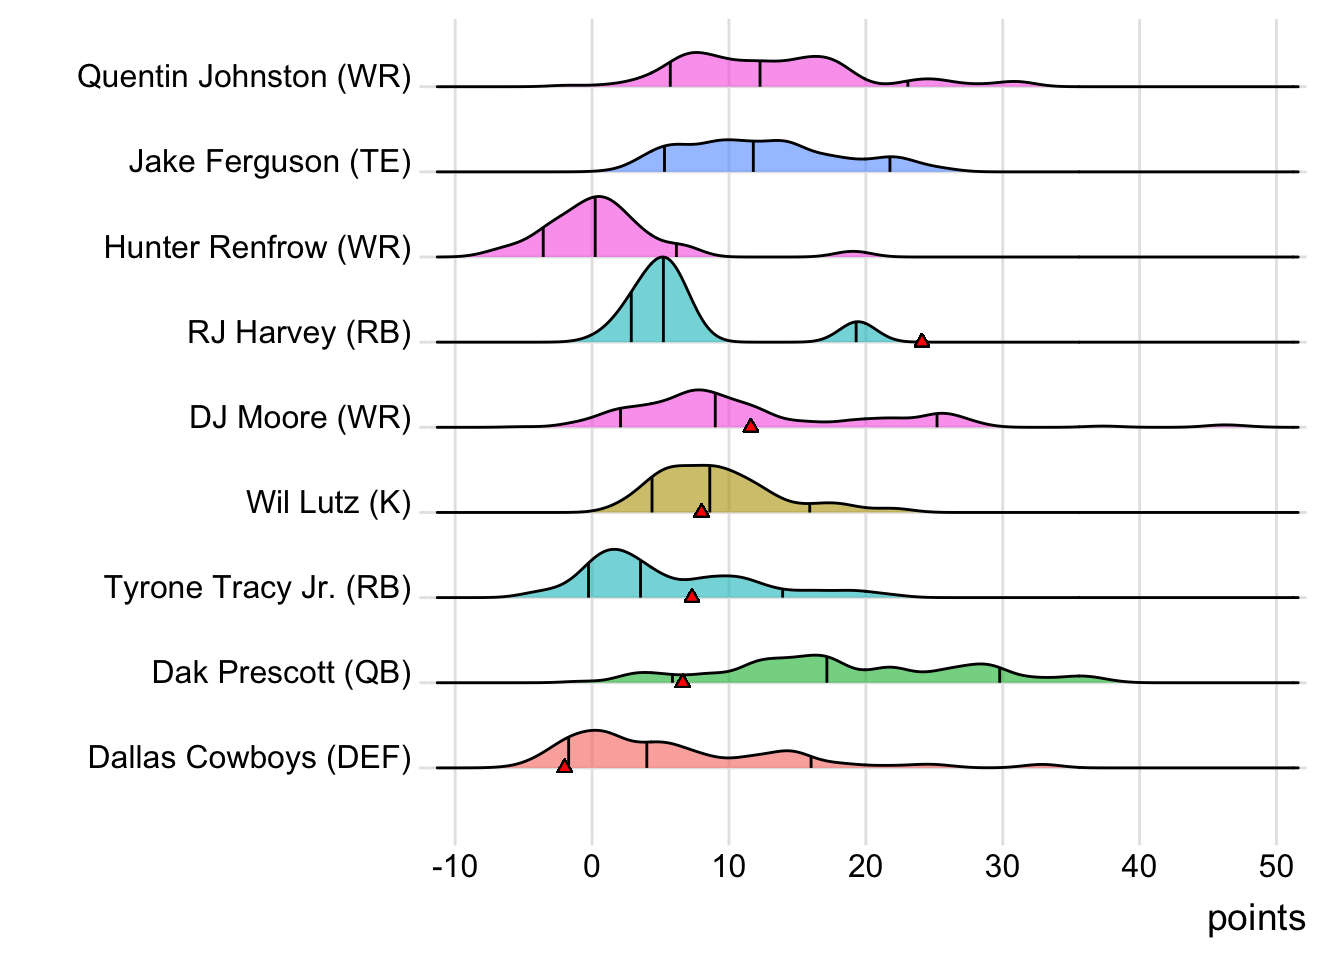 Quentin Johnston (WR)
Jake Ferguson (TE)
Hunter Renfrow (WR)
RJ Harvey (RB)
DJ Moore (WR)
Wil Lutz (K)
Tyrone Tracy Jr. (RB)
Dak Prescott (QB)
Dallas Cowboys (DEF)
-10 0 10 20 30 40 50
points